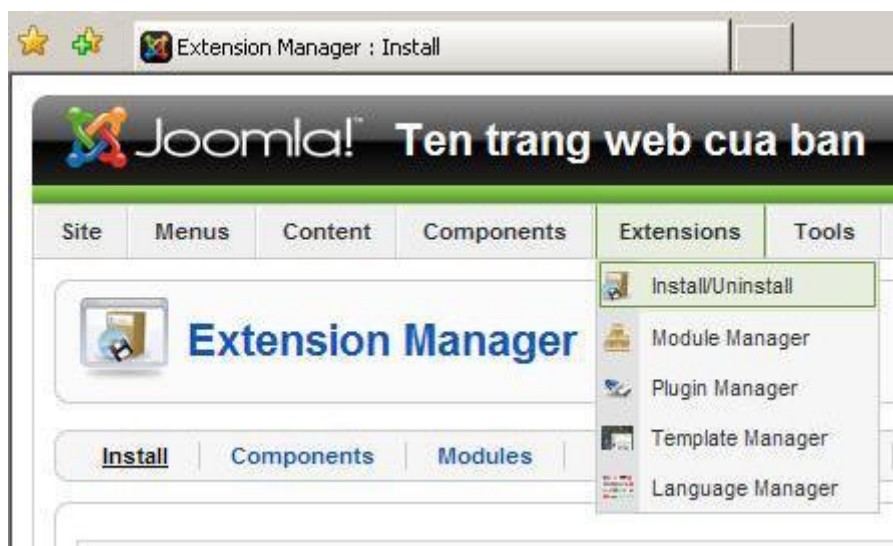 Extension Manager : Install
Joomla!™ Ten trang web cua ban
Site Menus Content Components Extensions Tools
Install/Uninstall
Extension Manager
Module Manager
Plugin Manager
Template Manager
Language Manager
Install Components Modules